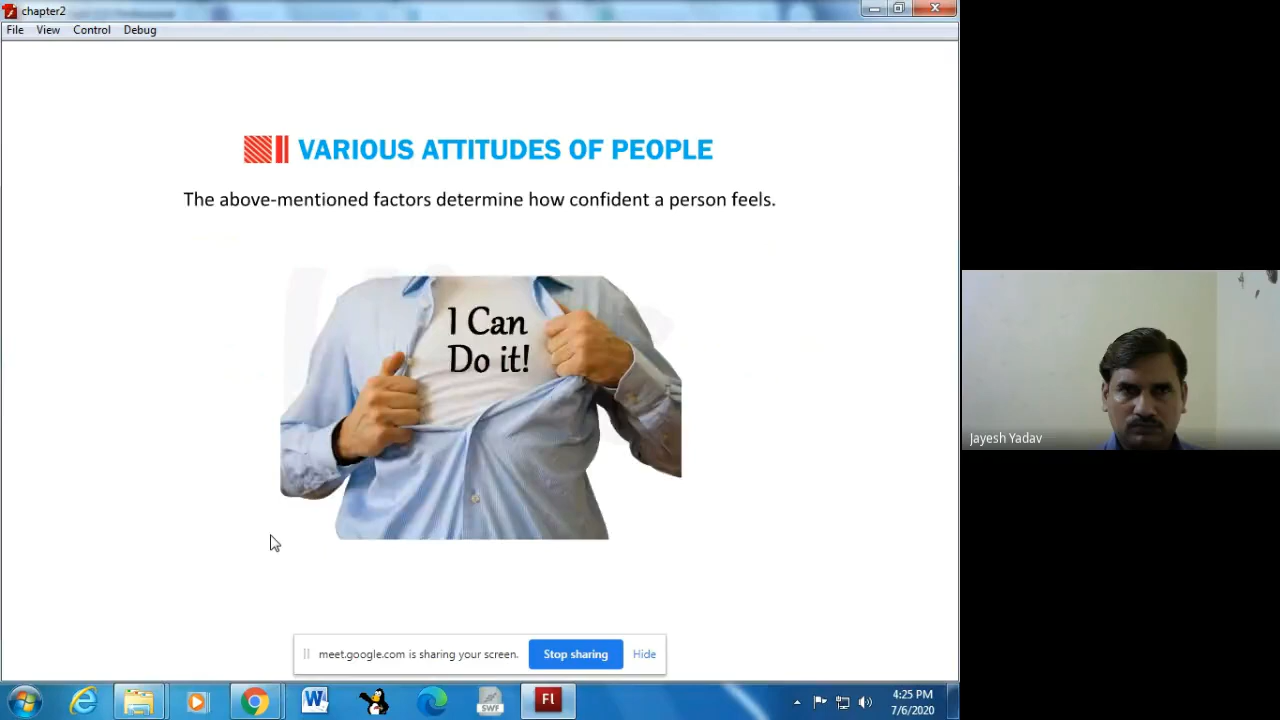 chapter2
File View Control Debug
VARIOUS ATTITUDES OF PEOPLE
The above-mentioned factors determine how confident a person feels.
I Can
Do it!
Jayesh Yadav
meet.google.com is sharing your screen. Stop sharing Hide
SWF
Fl
4:25 PM
7/6/2020